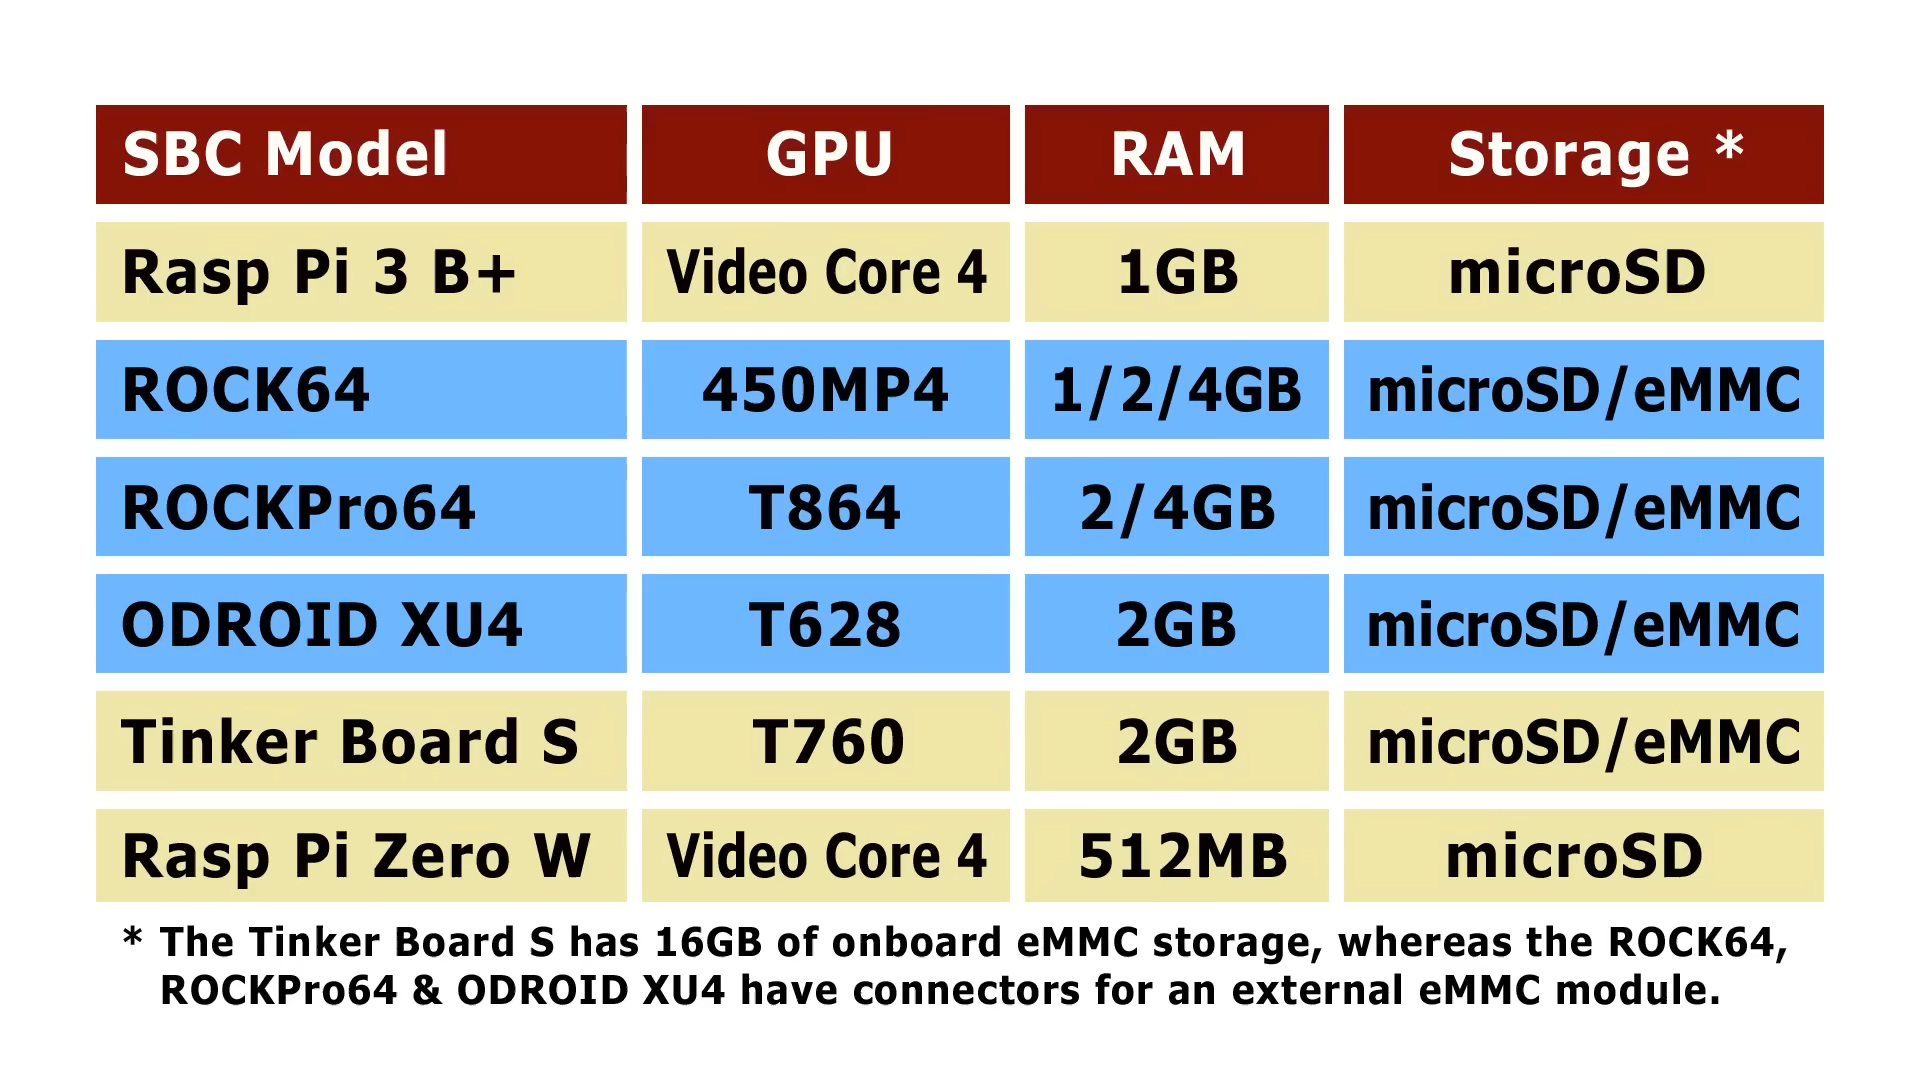 SBC Model GPU RAM Storage *
Rasp Pi 3 B+ Video Core 4 1GB microSD
ROCK64 450MP4 1/2/4GB microSD/eMMC
ROCKPro64 T864 2/4GB microSD/eMMC
ODROID XU4 T628 2GB microSD/eMMC
Tinker Board S T760 2GB microSD/eMMC
Rasp Pi Zero W Video Core 4 512MB microSD
* The Tinker Board S has 16GB of onboard eMMC storage, whereas the ROCK64,
ROCKPro64 & ODROID XU4 have connectors for an external eMMC module.